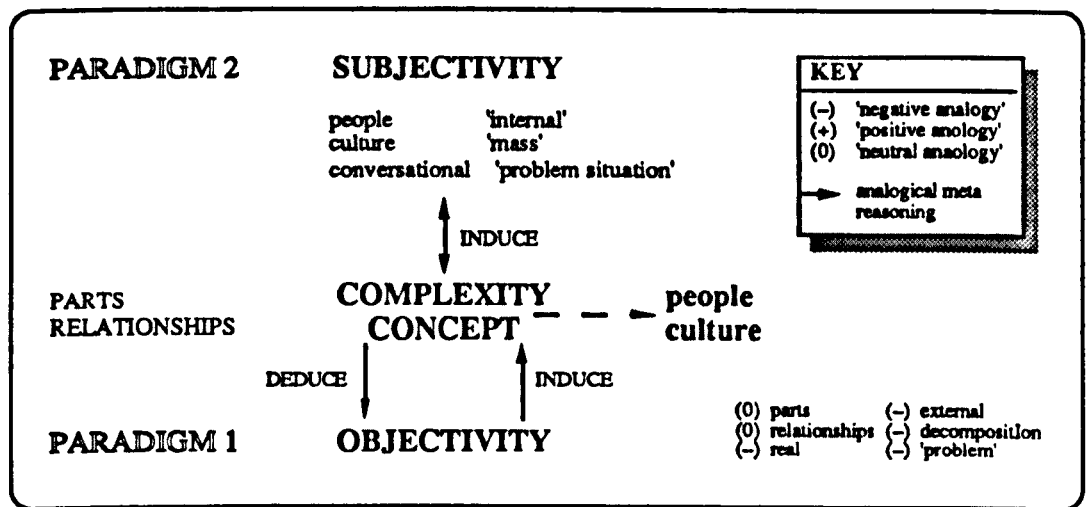 PARADIGM 2
SUBJECTIVITY
people 'internal'
culture 'mass'
conversational 'problem situation'
KEY
(–) 'negative analogy'
(+) 'positive anology'
(0) 'neutral anaology'
analogical meta
reasoning
INDUCE
PARTS
RELATIONSHIPS
COMPLEXITY
CONCEPT
people
culture
DEDUCE
INDUCE
PARADIGM 1
OBJECTIVITY
(0) parts (–) external
(0) relationships (–) decomposition
(–) real (–) 'problem'